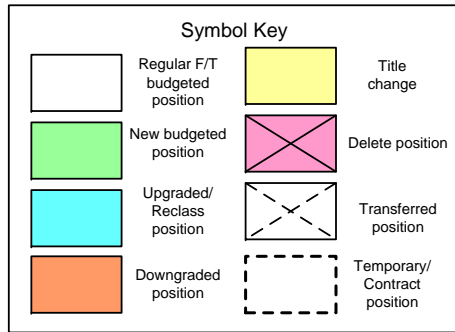 Symbol Key
Regular F/T
budgeted
position
New budgeted
position
Upgraded/
Reclass
position
Downgraded
position
Title
change
Delete position
Transferred
position
Temporary/
Contract
position